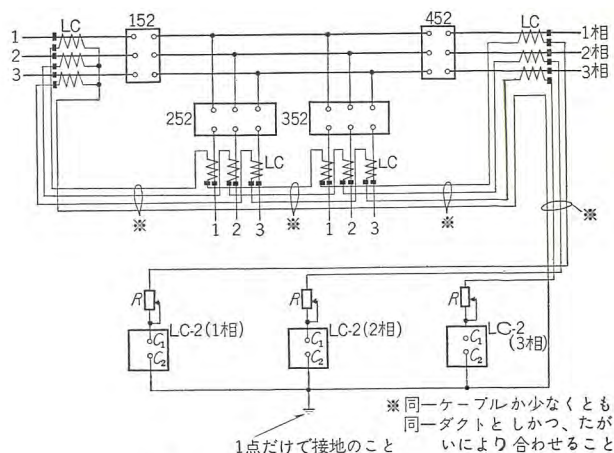 LC
152
452
LC
1
2
3
1相
2相
3相
252
352
LC
LC
※
※
※
※
1 2 3
1 2 3
R
R
R
LC-2(1相)
C₁
C₂
LC-2(2相)
C₁
C₂
LC-2
(3相)
C₁
C₂
1点だけで接地のこと
※同一ケーブルか少なくとも
同一ダクトとしかつ、たが
いにより合わせること